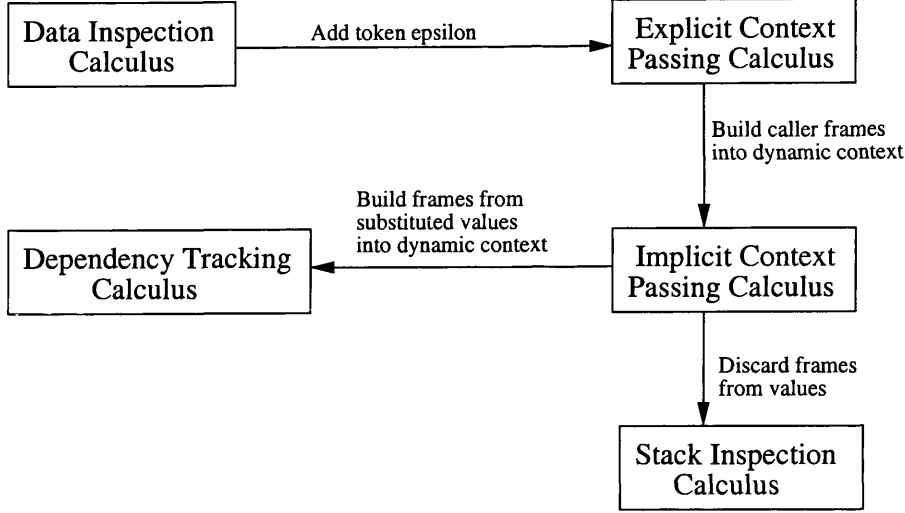 Data Inspection
Calculus
Add token epsilon
Explicit Context
Passing Calculus
Build caller frames
into dynamic context
Build frames from
substituted values
into dynamic context
Dependency Tracking
Calculus
Implicit Context
Passing Calculus
Discard frames
from values
Stack Inspection
Calculus